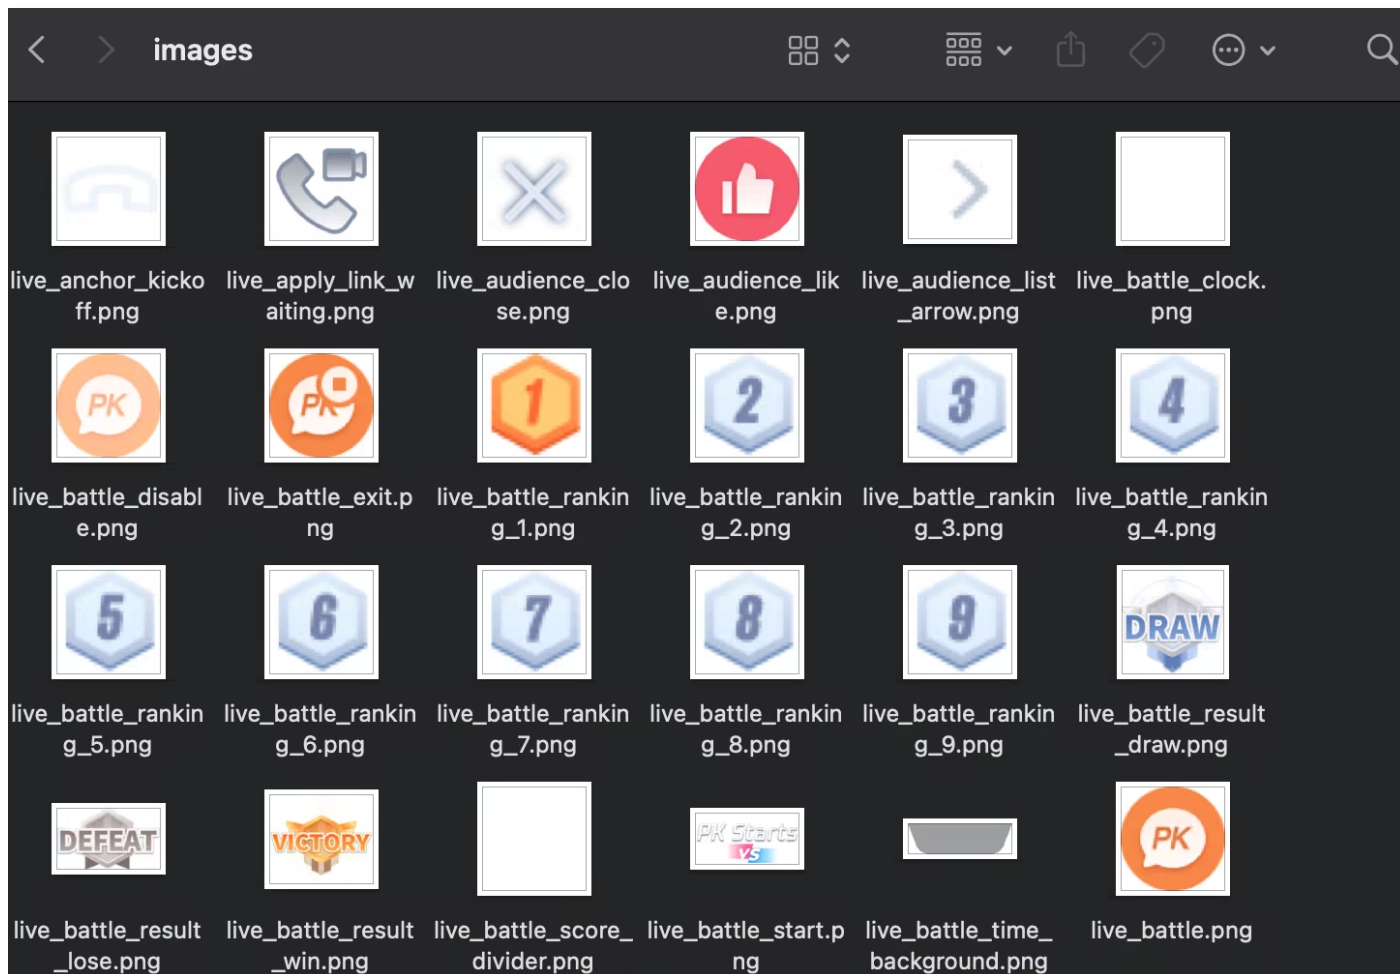 images
live_anchor_kicko
ff.png
live_apply_link_w
aiting.png
live_audience_clo
se.png
live_audience_lik
e.png
live_audience_list
_arrow.png
live_battle_clock.
png
PK
PK
1
2
3
4
live_battle_disabl
e.png
live_battle_exit.p
ng
live_battle_rankin
g_1.png
live_battle_rankin
g_2.png
live_battle_rankin
g_3.png
live_battle_rankin
g_4.png
5
6
7
8
9
DRAW
live_battle_rankin
g_5.png
live_battle_rankin
g_6.png
live_battle_rankin
g_7.png
live_battle_rankin
g_8.png
live_battle_rankin
g_9.png
live_battle_result
_draw.png
DEFEAT
VICTORY
PK Starts
VS
PK
live_battle_result
_lose.png
live_battle_result
_win.png
live_battle_score_
divider.png
live_battle_start.p
ng
live_battle_time_
background.png
live_battle.png